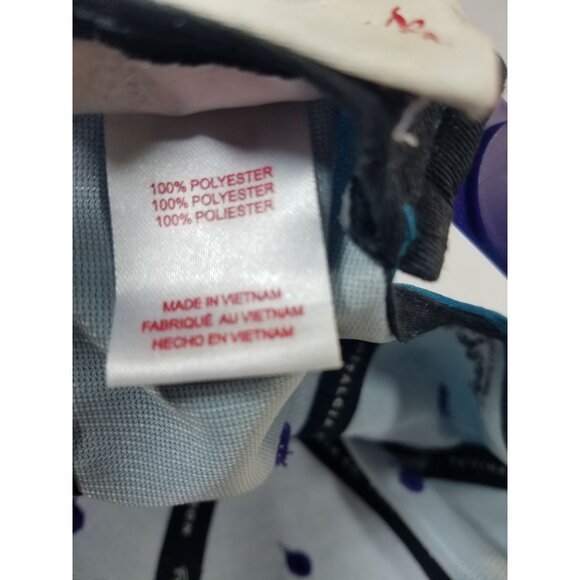 100% POLYESTER
100% POLYESTER
100% POLIESTER
MADE IN VIETNAM
FABRIQUÉ AU VIETNAM
HECHO EN VIETNAM